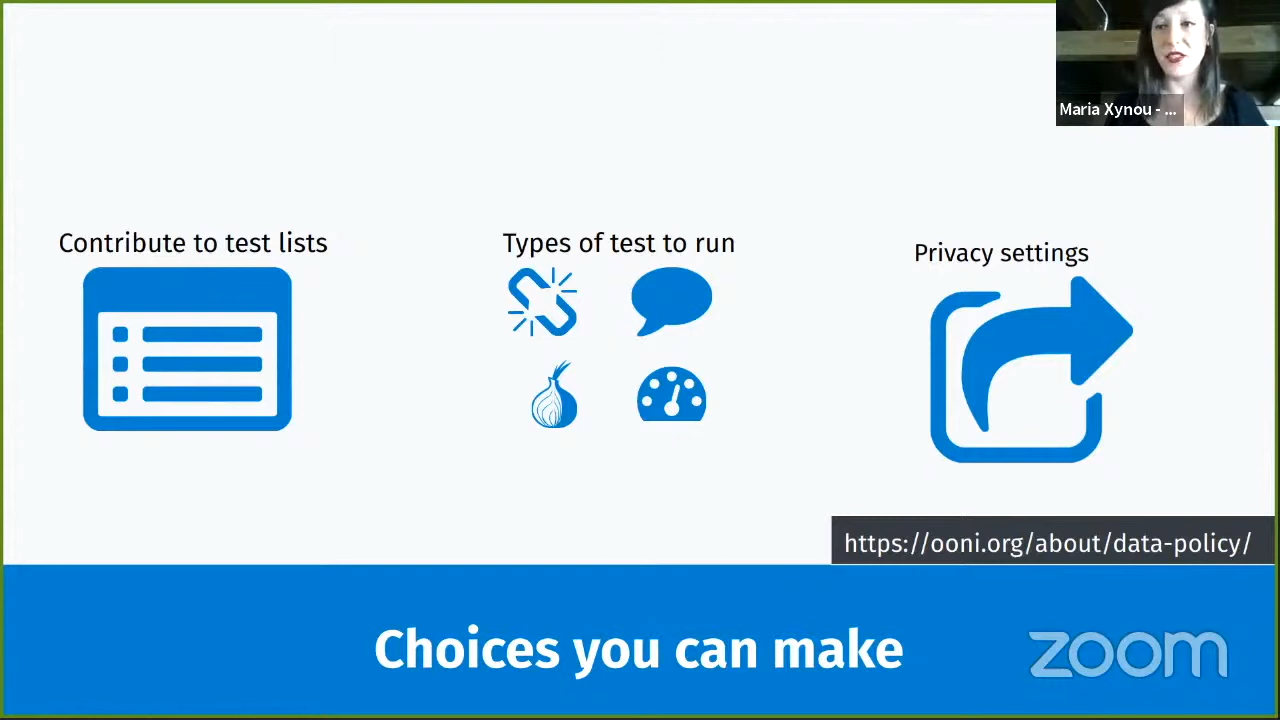 Maria Xynou - ...
Contribute to test lists
Types of test to run
Privacy settings
https://ooni.org/about/data-policy/
Choices you can make
zoom